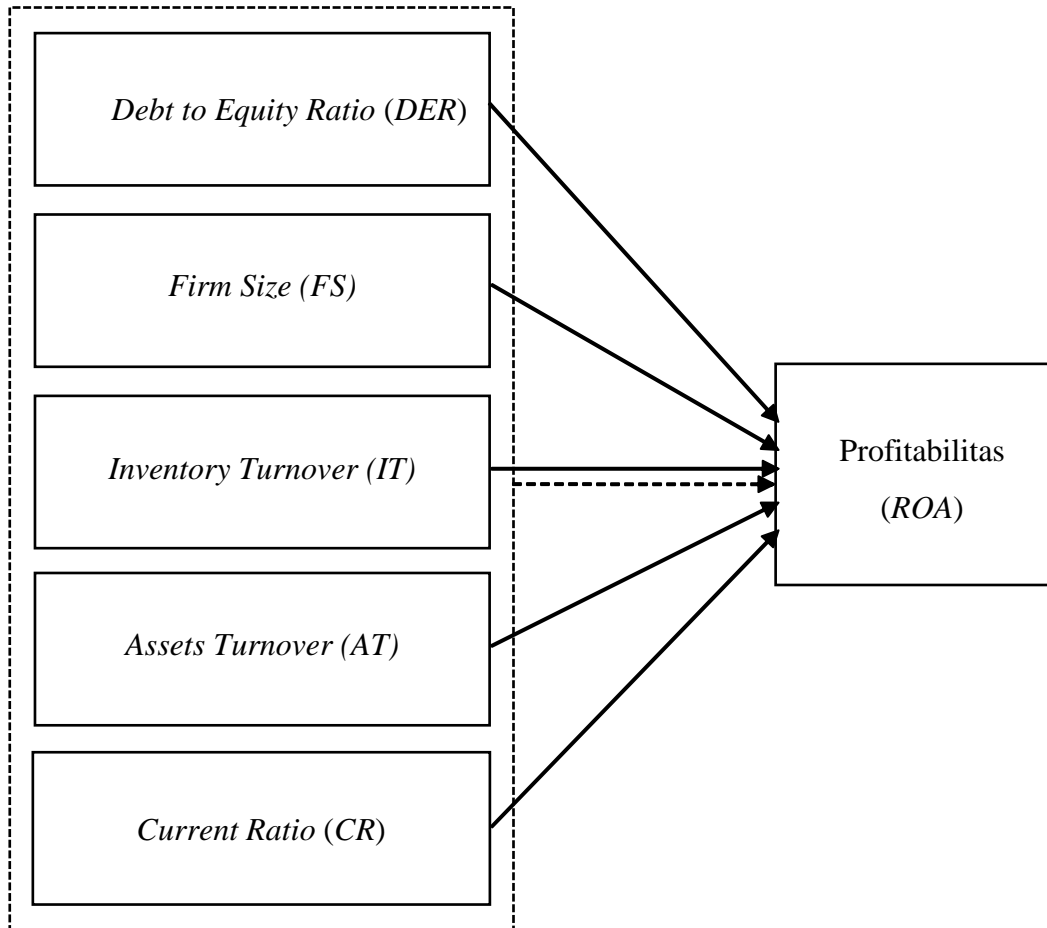 Debt to Equity Ratio (DER)
Firm Size (FS)
Inventory Turnover (IT)
Assets Turnover (AT)
Current Ratio (CR)
Profitabilitas
(ROA)